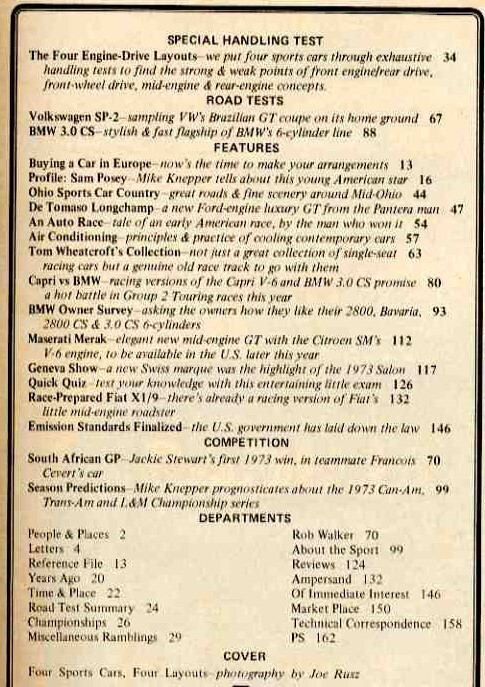 SPECIAL HANDLING TEST
The Four Engine-Drive Layouts–we put four sports cars through exhaustive 34
handling tests to find the strong & weak points of front engine/rear drive,
front-wheel drive, mid-engine & rear-engine concepts.
ROAD TESTS
Volkswagen SP-2–sampling VW's Brazilian GT coupe on its home ground 67
BMW 3.0 CS–stylish & fast flagship of BMW's 6-cylinder line 88
FEATURES
Buying a Car in Europe–now's the time to make your arrangements 13
Profile: Sam Posey–Mike Knepper tells about this young American star 16
Ohio Sports Car Country–great roads & fine scenery around Mid-Ohio 44
De Tomaso Longchamp–a new Ford-engine luxury GT from the Pantera man 47
An Auto Race–tale of an early American race, by the man who won it 54
Air Conditioning–principles & practice of cooling contemporary cars 57
Tom Wheatcroft's Collection–not just a great collection of single-seat 63
racing cars but a genuine old race track to go with them
Capri vs BMW–racing versions of the Capri V-6 and BMW 3.0 CS promise 80
a hot battle in Group 2 Touring races this year
BMW Owner Survey–asking the owners how they like their 2800, Bavaria, 93
2800 CS & 3.0 CS 6-cylinders
Maserati Merak–elegant new mid-engine GT with the Citroen SM's 112
V-6 engine, to be available in the U.S. later this year
Geneva Show–a new Swiss marque was the highlight of the 1973 Salon 117
Quick Quiz–test your knowledge with this entertaining little exam 126
Race-Prepared Fiat X1/9–there's already a racing version of Fiat's 132
little mid-engine roadster
Emission Standards Finalized–the U.S. government has laid down the law 146
COMPETITION
South African GP–Jackie Stewart's first 1973 win, in teammate Francois 70
Cevert's car
Season Predictions–Mike Knepper prognosticates about the 1973 Can-Am, 99
Trans-Am and L&M Championship series
DEPARTMENTS
People & Places 2
Letters 4
Reference File 13
Years Ago 20
Time & Place 22
Road Test Summary 24
Championships 26
Miscellaneous Ramblings 29
Rob Walker 70
About the Sport 99
Reviews 124
Ampersand 132
Of Immediate Interest 146
Market Place 150
Technical Correspondence 158
PS 162
COVER
Four Sports Cars, Four Layouts–photography by Joe Rusz